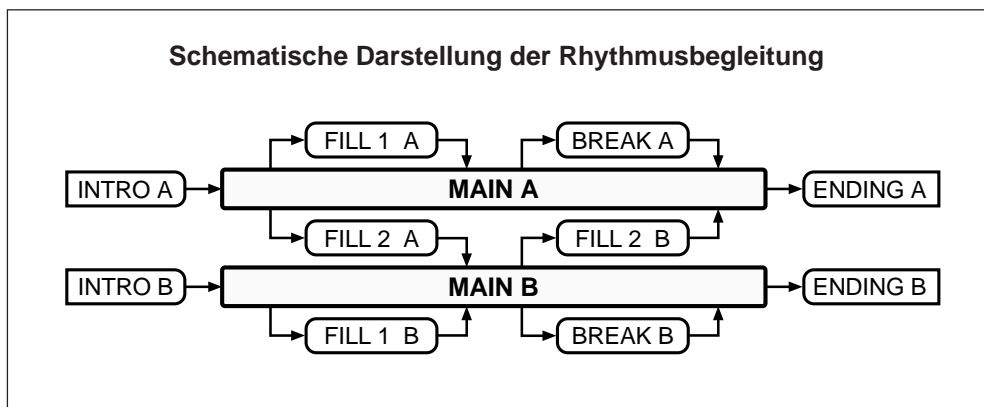 Schematische Darstellung der Rhythmusbegleitung
FILL 1 A
BREAK A
INTRO A
MAIN A
ENDING A
FILL 2 A
FILL 2 B
INTRO B
MAIN B
ENDING B
FILL 1 B
BREAK B